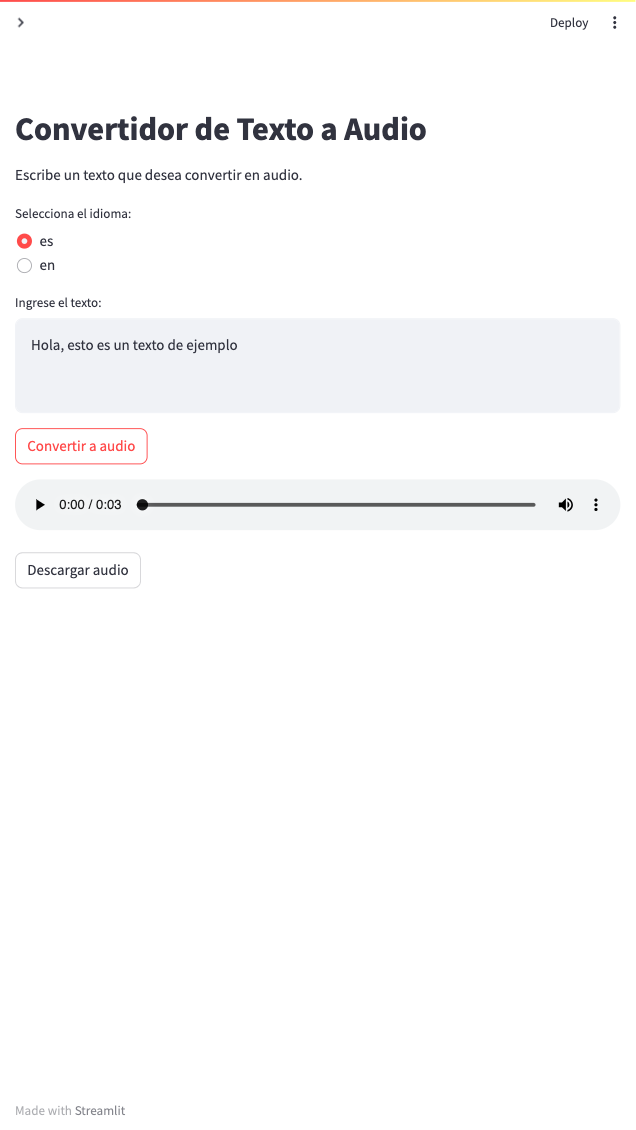 Deploy
Convertidor de Texto a Audio
Escribe un texto que desea convertir en audio.
Selecciona el idioma:
es
en
Ingrese el texto:
Hola, esto es un texto de ejemplo
Convertir a audio
0:00 / 0:03
Descargar audio
Made with Streamlit